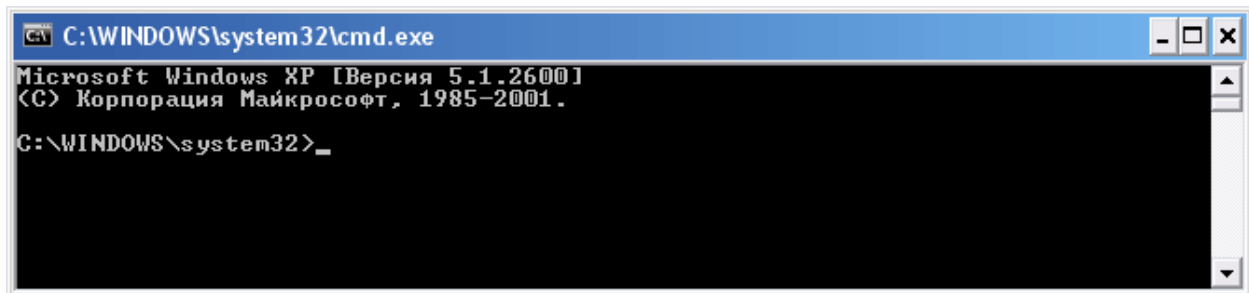 C:\WINDOWS\system32\cmd.exe
Microsoft Windows XP [Версия 5.1.2600]
(C) Корпорация Майкрософт, 1985-2001.
C:\WINDOWS\system32>_